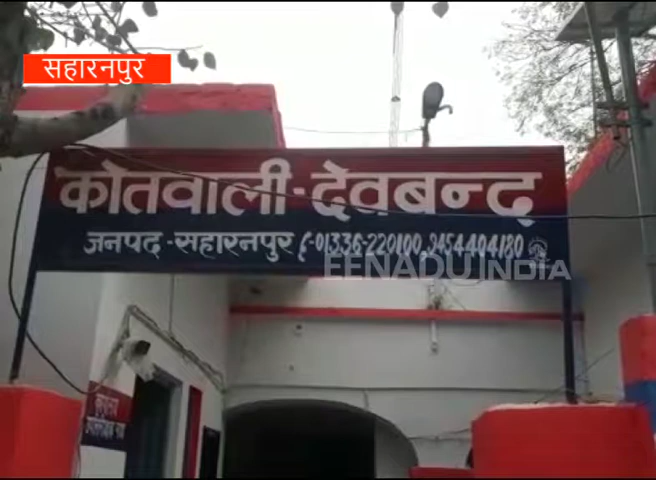 सहारनपुर
कोतवाली - देवबन्द
जनपद - सहारनपुर ✆-01336-220100, 9454404180
EENADU INDIA